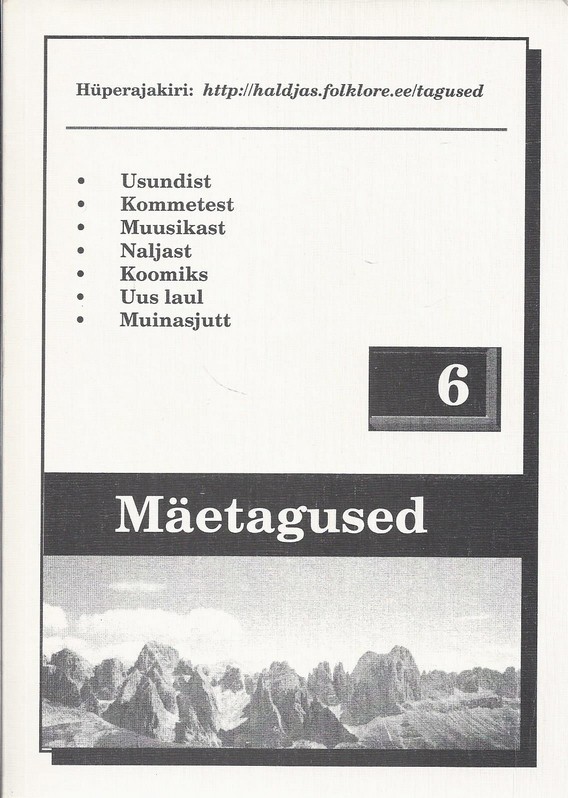 Hüperajakiri: http://haldjas.folklore.ee/tagused
• Usundist
• Kommetest
• Muusikast
• Naljast
• Koomiks
• Uus laul
• Muinasjutt
6
Mäetagused